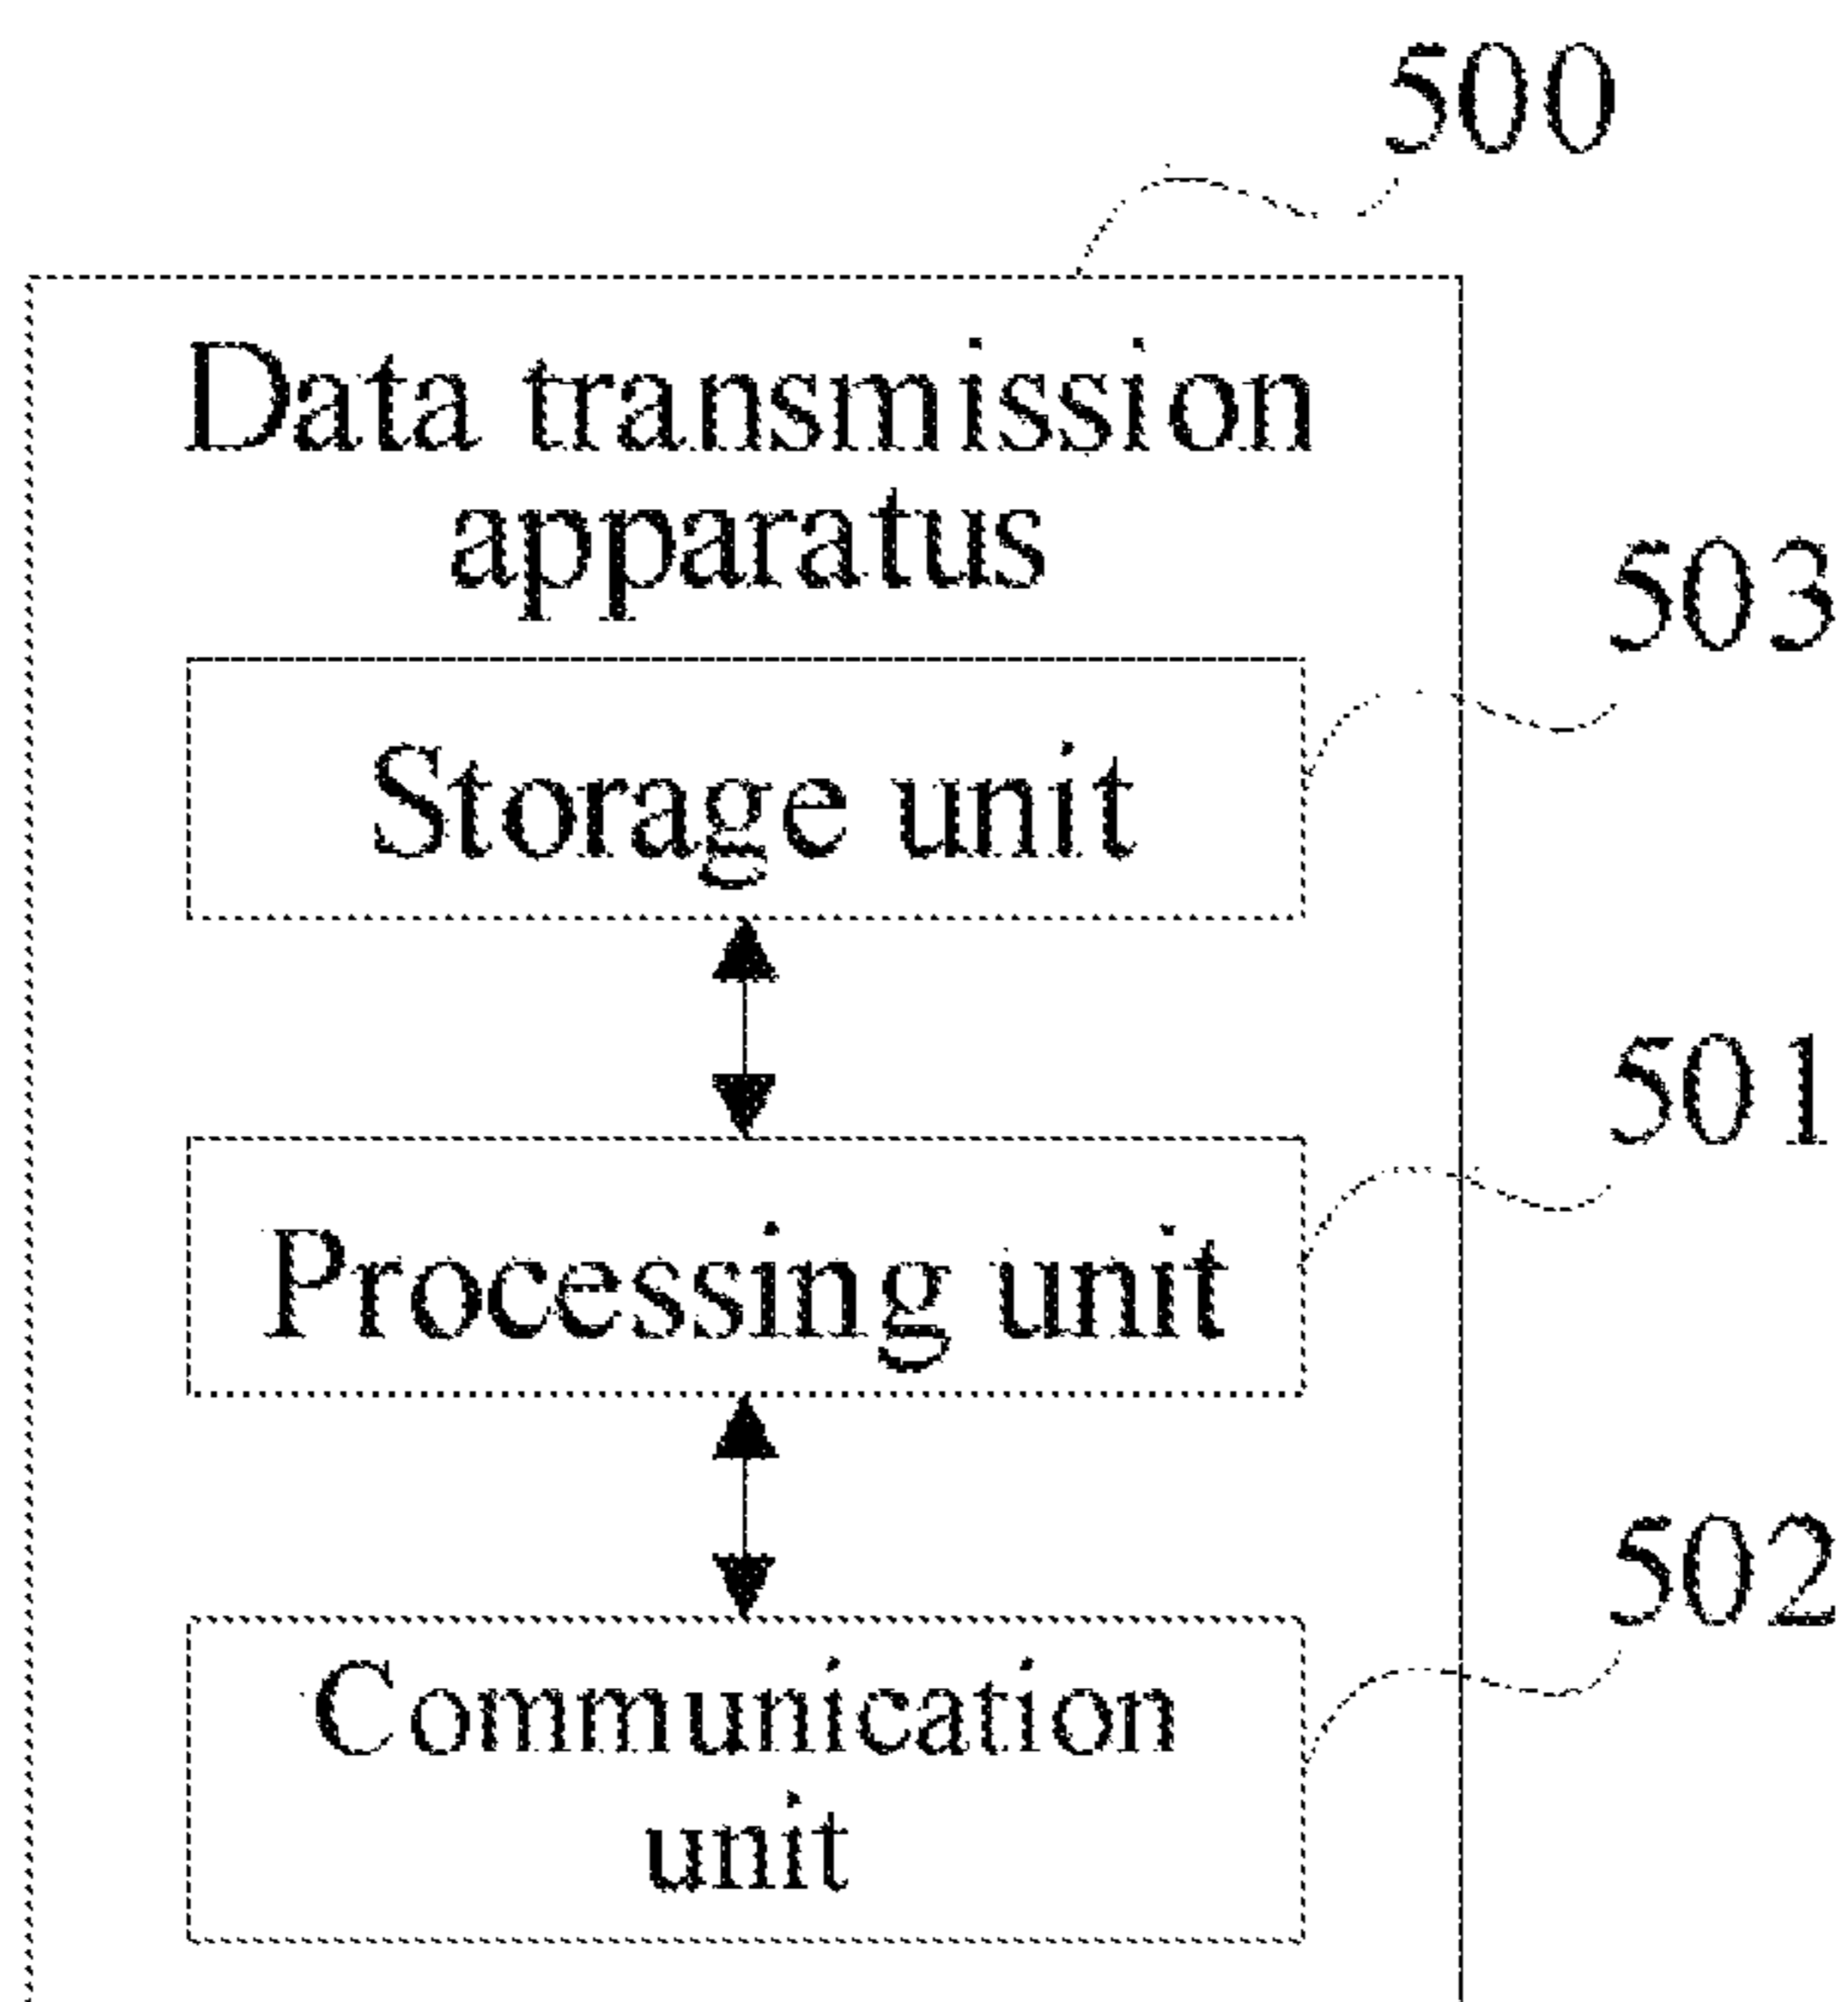 500
Data transmission
apparatus
503
Storage unit
501
Processing unit
502
Communication
unit